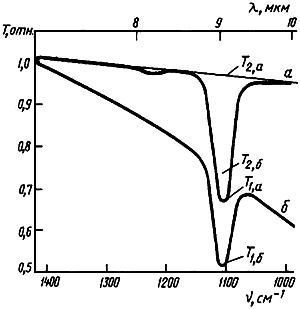 λ, мкм
8 9 10
T,отн.
1,0
0,9
0,8
0,7
0,6
0,5
T2,а
а
T2,б
T1,а
б
T1,б
1400 1200 1100 1000
ν, см⁻¹